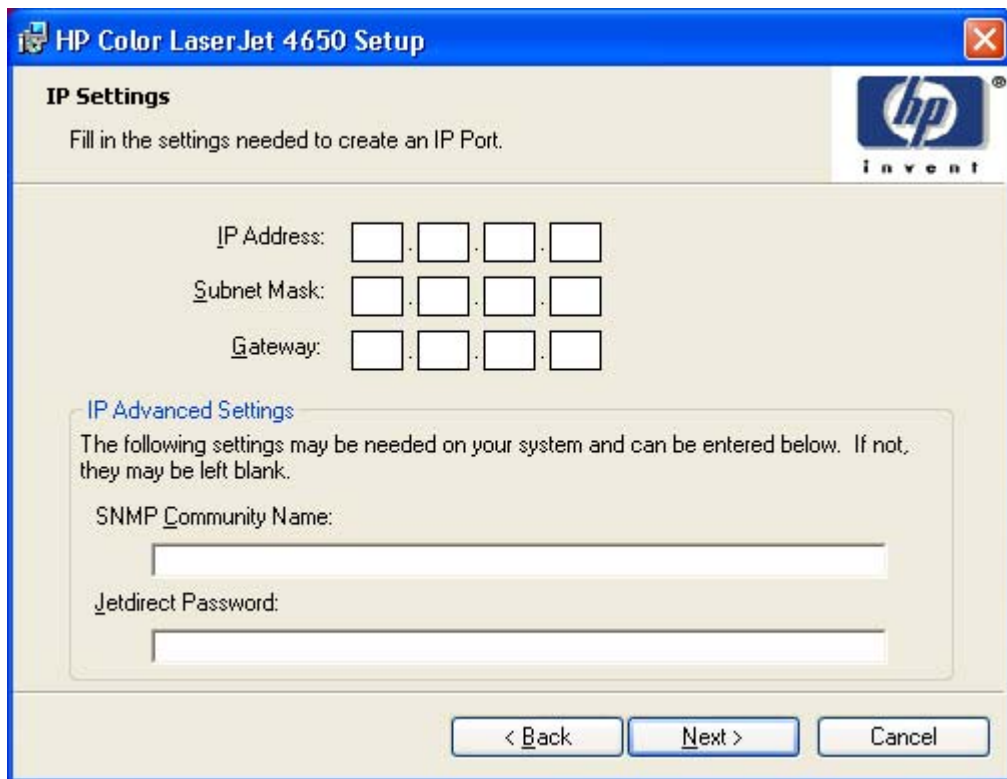 HP Color LaserJet 4650 Setup
IP Settings
Fill in the settings needed to create an IP Port.
hp ®
invent
IP Address: . . .
Subnet Mask: . . .
Gateway: . . .
IP Advanced Settings
The following settings may be needed on your system and can be entered below. If not,
they may be left blank.
SNMP Community Name:
Jetdirect Password:
< Back
Next >
Cancel